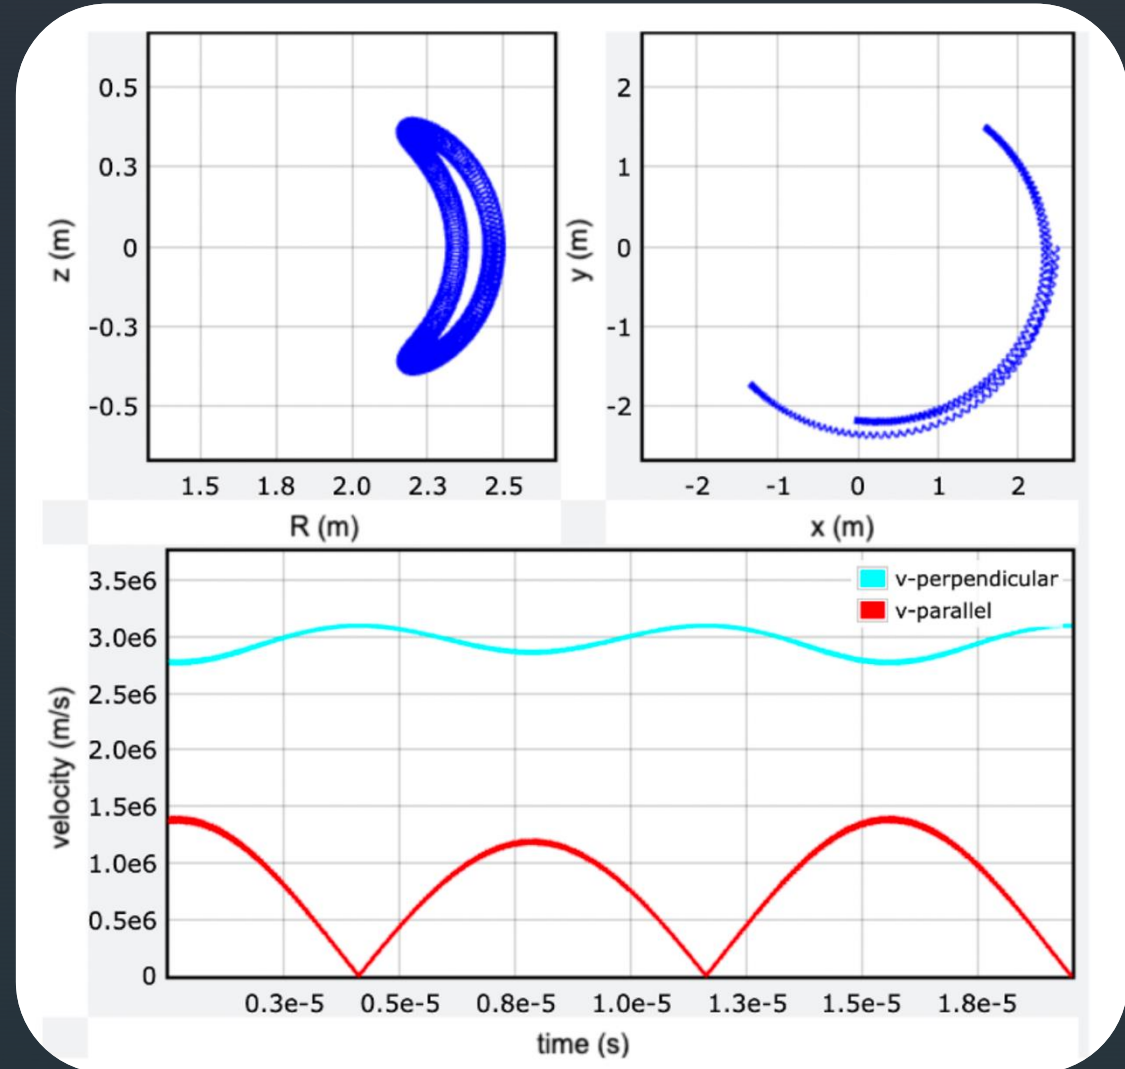 0.5
0.3
0
-0.3
-0.5
z (m)
1.5 1.8 2.0 2.3 2.5
R (m)
2
1
0
-1
-2
y (m)
-2 -1 0 1 2
x (m)
v-perpendicular
v-parallel
3.5e6
3.0e6
2.5e6
2.0e6
1.5e6
1.0e6
0.5e6
0
velocity (m/s)
0.3e-5 0.5e-5 0.8e-5 1.0e-5 1.3e-5 1.5e-5 1.8e-5
time (s)